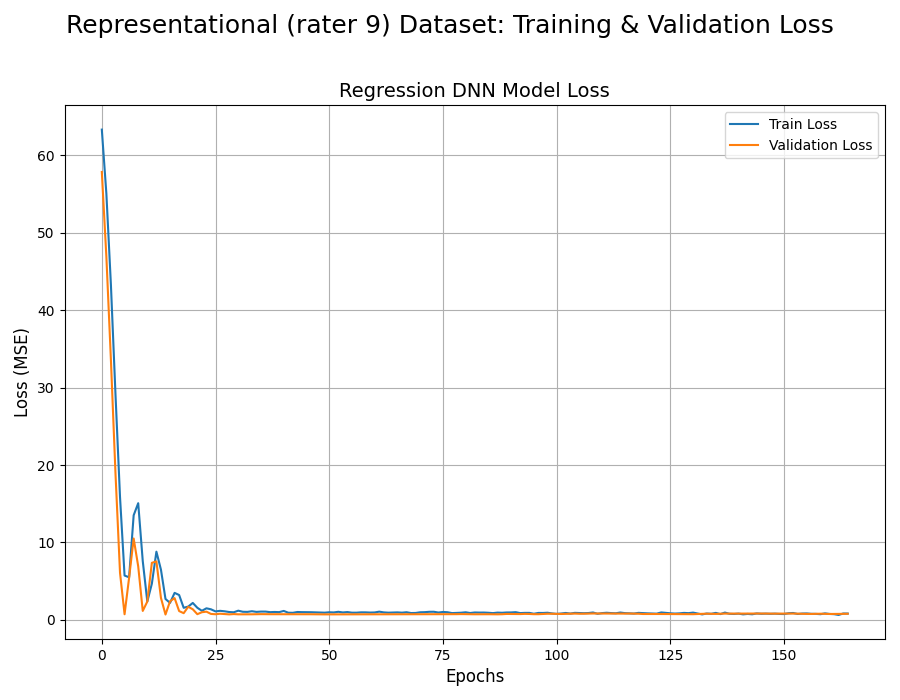 Representational (rater 9) Dataset: Training & Validation Loss
Regression DNN Model Loss
Train Loss
Validation Loss
Loss (MSE)
60
50
40
30
20
10
0
0 25 50 75 100 125 150
Epochs